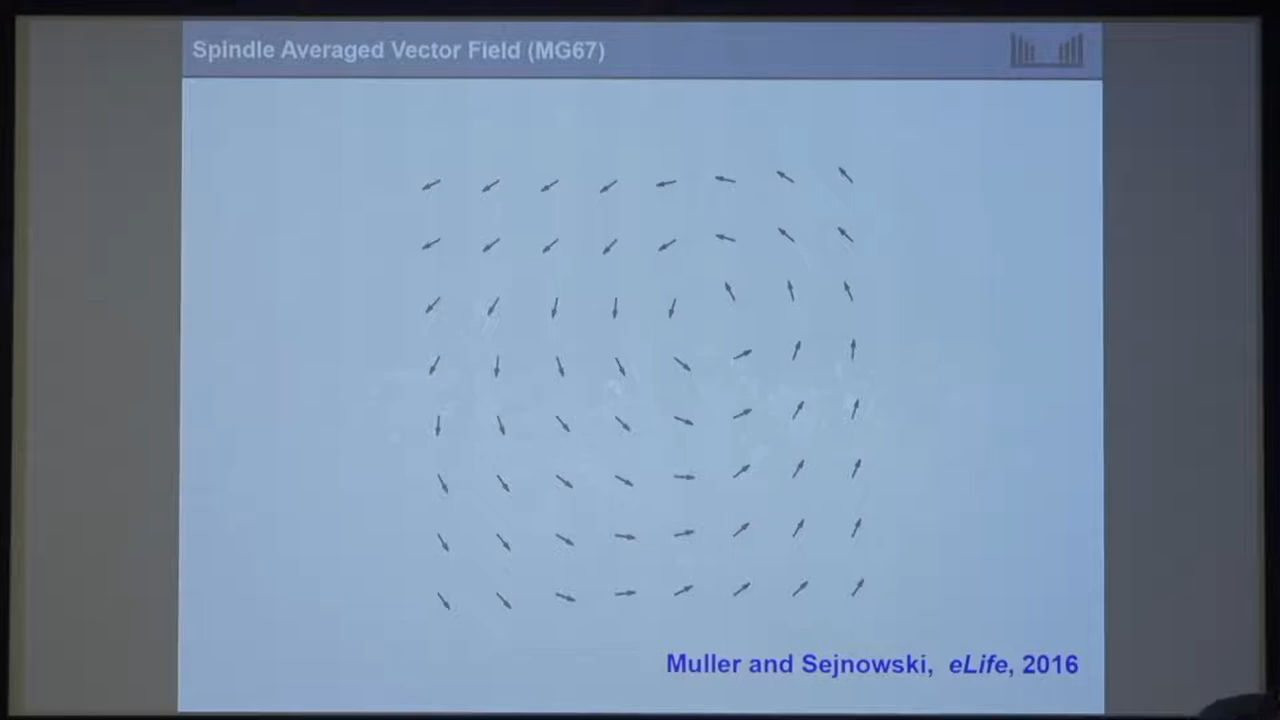 Spindle Averaged Vector Field (MG67)
Muller and Sejnowski, eLife, 2016